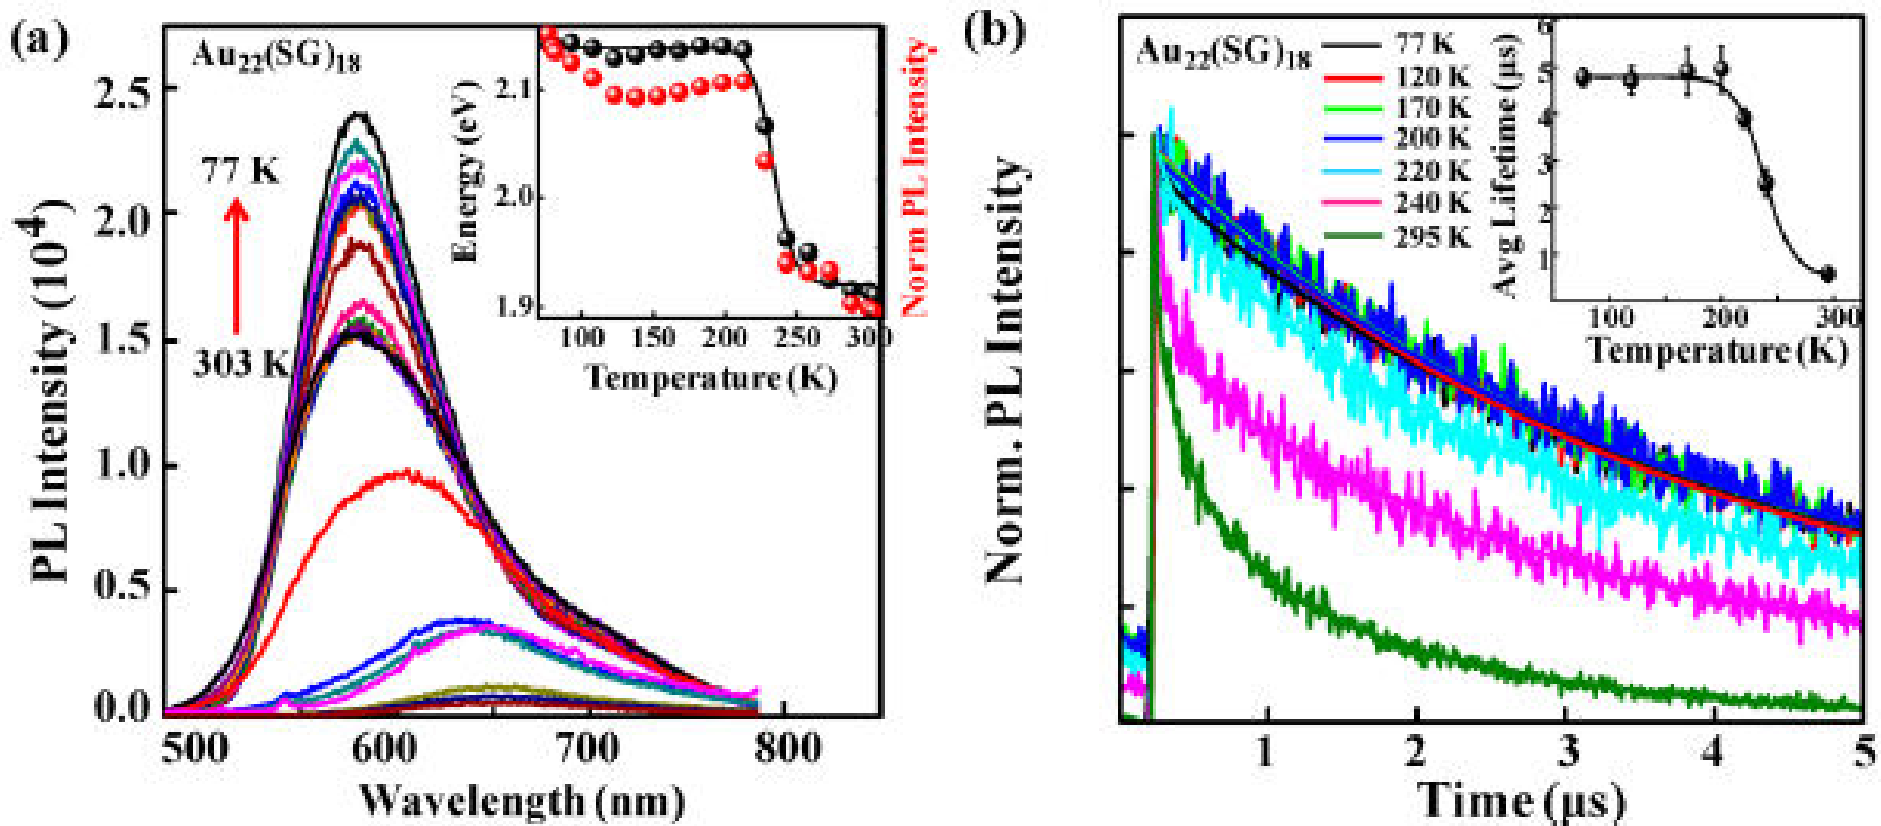 (a)
Au22(SG)18
77 K
303 K
PL Intensity (10^4)
2.5
2.0
1.5
1.0
0.5
0.0
500 600 700 800
Wavelength (nm)
Energy (eV)
2.1
2.0
1.9
Norm PL Intensity
100 150 200 250 300
Temperature (K)
(b)
Au22(SG)18
77 K
120 K
170 K
200 K
220 K
240 K
295 K
Norm. PL Intensity
1 2 3 4 5
Time (μs)
Avg Lifetime (μs)
6
5
4
3
2
1
100 200 300
Temperature (K)